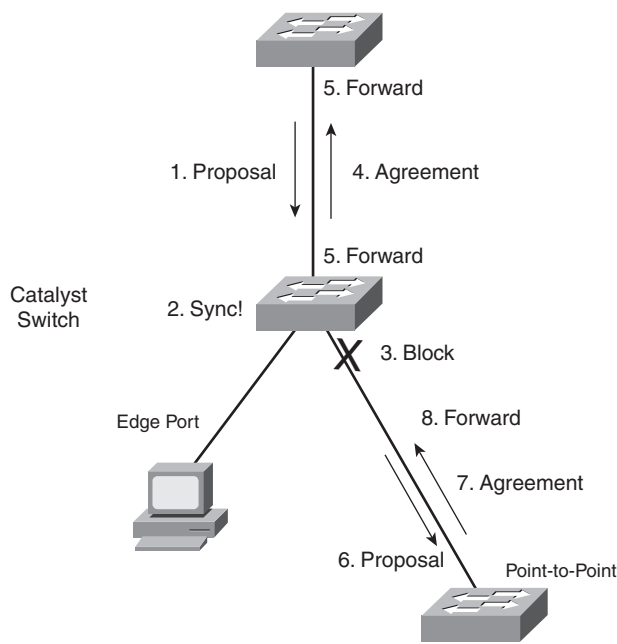 5. Forward
1. Proposal
4. Agreement
5. Forward
Catalyst
Switch
2. Sync!
3. Block
Edge Port
8. Forward
7. Agreement
6. Proposal
Point-to-Point